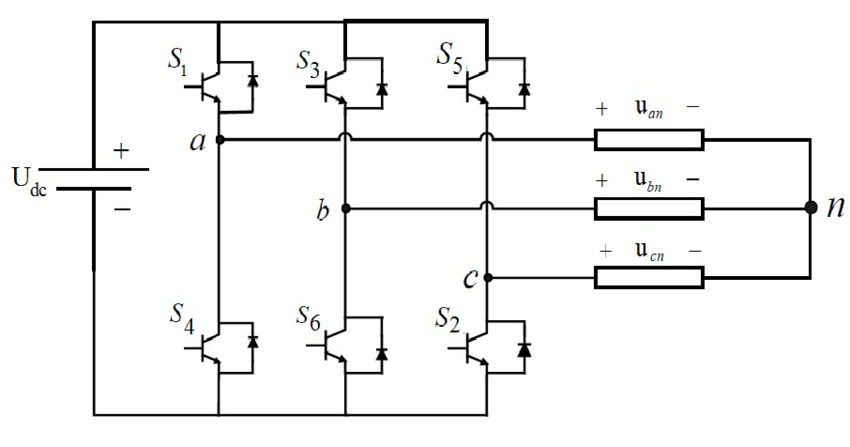 S1
S3
S5
+ uan −
a
+
Udc
−
+ ubn −
b
n
+ ucn −
c
S4
S6
S2